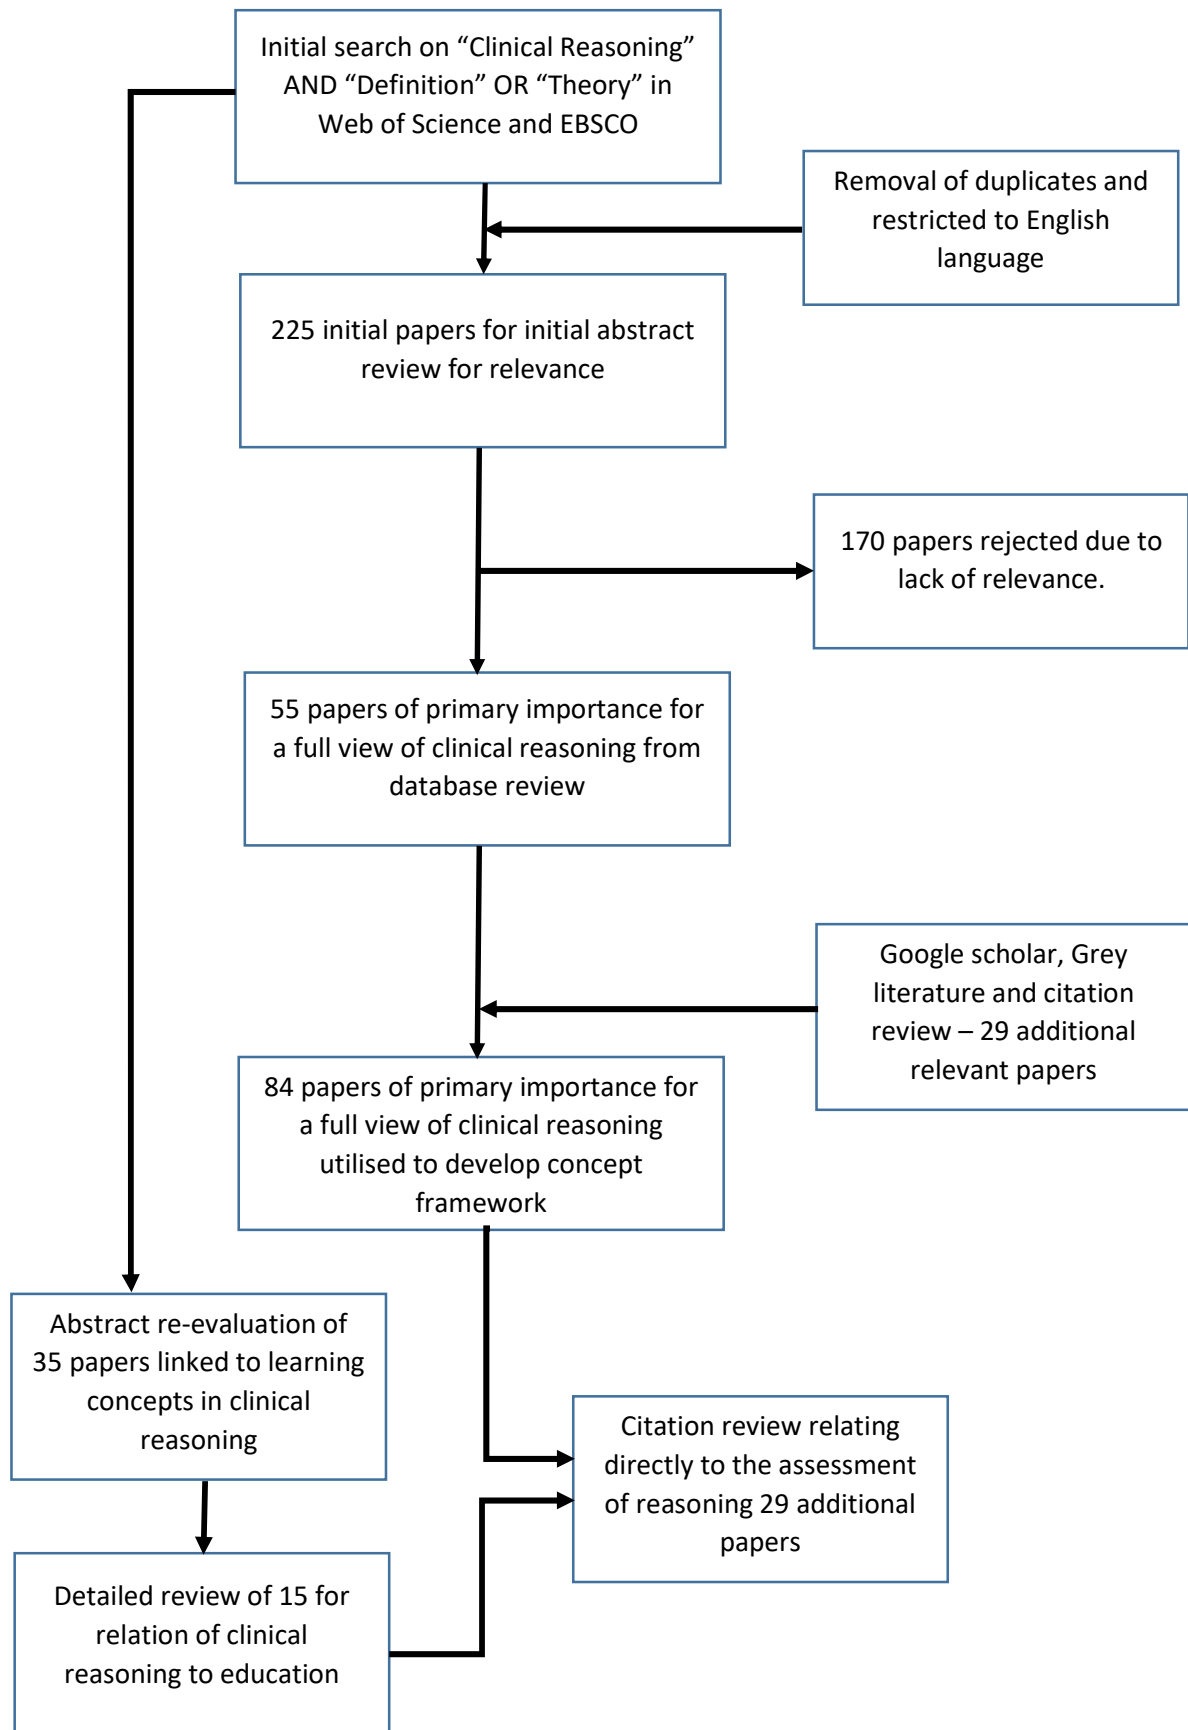 Initial search on “Clinical Reasoning”
AND “Definition” OR “Theory” in
Web of Science and EBSCO
Removal of duplicates and
restricted to English
language
225 initial papers for initial abstract
review for relevance
170 papers rejected due to
lack of relevance.
55 papers of primary importance for
a full view of clinical reasoning from
database review
Google scholar, Grey
literature and citation
review – 29 additional
relevant papers
84 papers of primary importance for
a full view of clinical reasoning
utilised to develop concept
framework
Abstract re-evaluation of
35 papers linked to learning
concepts in clinical
reasoning
Citation review relating
directly to the assessment
of reasoning 29 additional
papers
Detailed review of 15 for
relation of clinical
reasoning to education